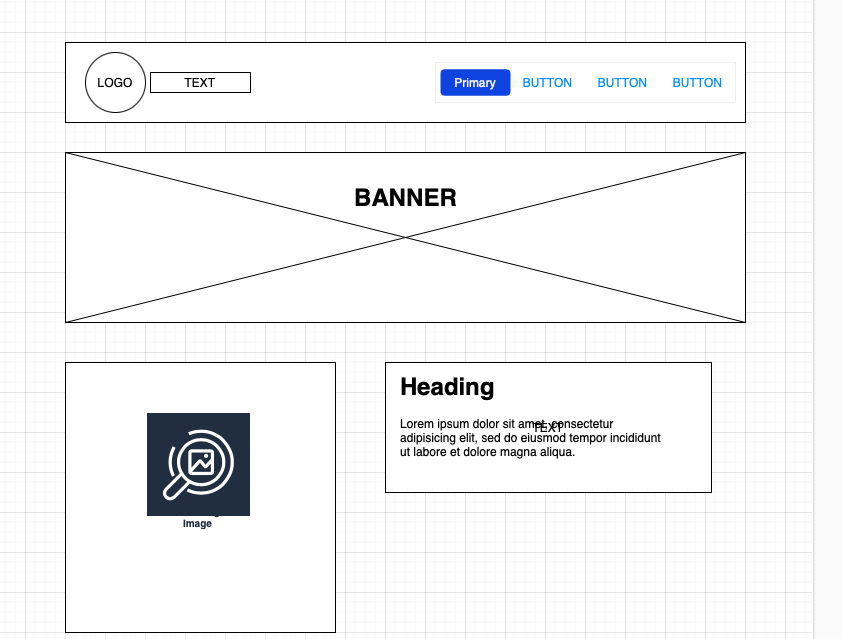 LOGO
TEXT
Primary
BUTTON
BUTTON
BUTTON
BANNER
Image
Heading
Lorem ipsum dolor sit amet, consectetur
TEXT
adipisicing elit, sed do eiusmod tempor incididunt
ut labore et dolore magna aliqua.